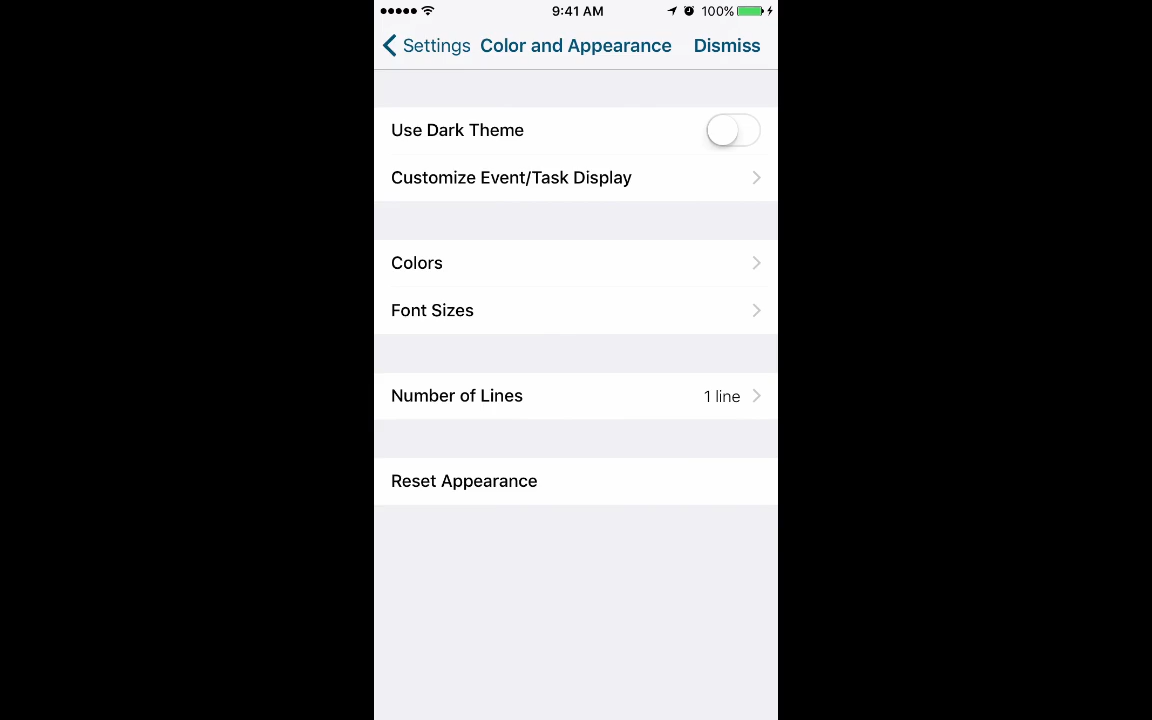 9:41 AM 100%
Settings Color and Appearance Dismiss
Use Dark Theme
Customize Event/Task Display
Colors
Font Sizes
Number of Lines 1 line
Reset Appearance